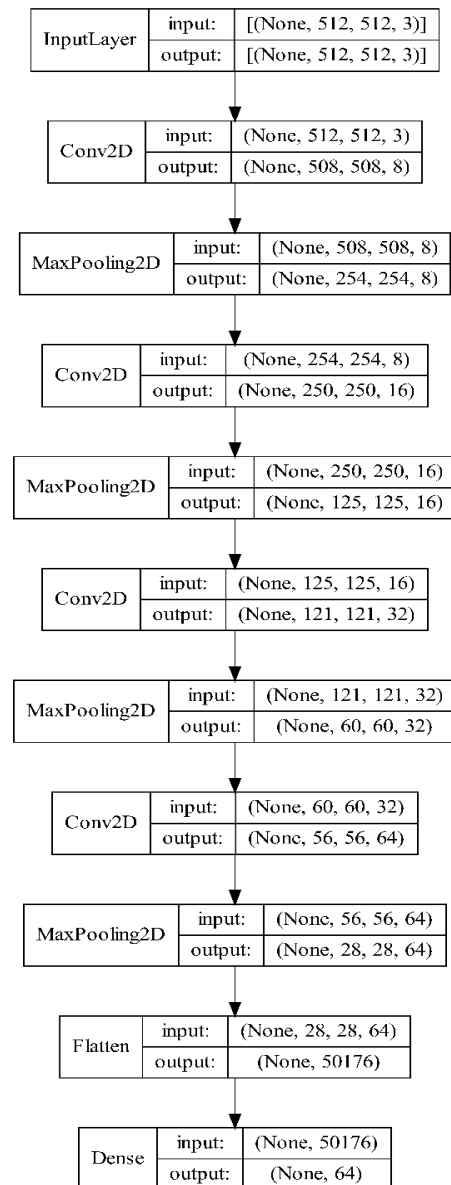 InputLayer
input: [(None, 512, 512, 3)]
output: [(None, 512, 512, 3)]
Conv2D
input: (None, 512, 512, 3)
output: (None, 508, 508, 8)
MaxPooling2D
input: (None, 508, 508, 8)
output: (None, 254, 254, 8)
Conv2D
input: (None, 254, 254, 8)
output: (None, 250, 250, 16)
MaxPooling2D
input: (None, 250, 250, 16)
output: (None, 125, 125, 16)
Conv2D
input: (None, 125, 125, 16)
output: (None, 121, 121, 32)
MaxPooling2D
input: (None, 121, 121, 32)
output: (None, 60, 60, 32)
Conv2D
input: (None, 60, 60, 32)
output: (None, 56, 56, 64)
MaxPooling2D
input: (None, 56, 56, 64)
output: (None, 28, 28, 64)
Flatten
input: (None, 28, 28, 64)
output: (None, 50176)
Dense
input: (None, 50176)
output: (None, 64)